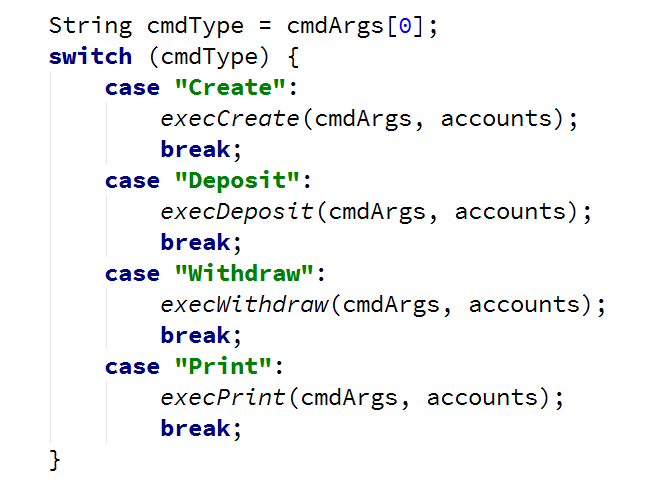 String cmdType = cmdArgs[0];
switch (cmdType) {
    case "Create":
        execCreate(cmdArgs, accounts);
        break;
    case "Deposit":
        execDeposit(cmdArgs, accounts);
        break;
    case "Withdraw":
        execWithdraw(cmdArgs, accounts);
        break;
    case "Print":
        execPrint(cmdArgs, accounts);
        break;
}